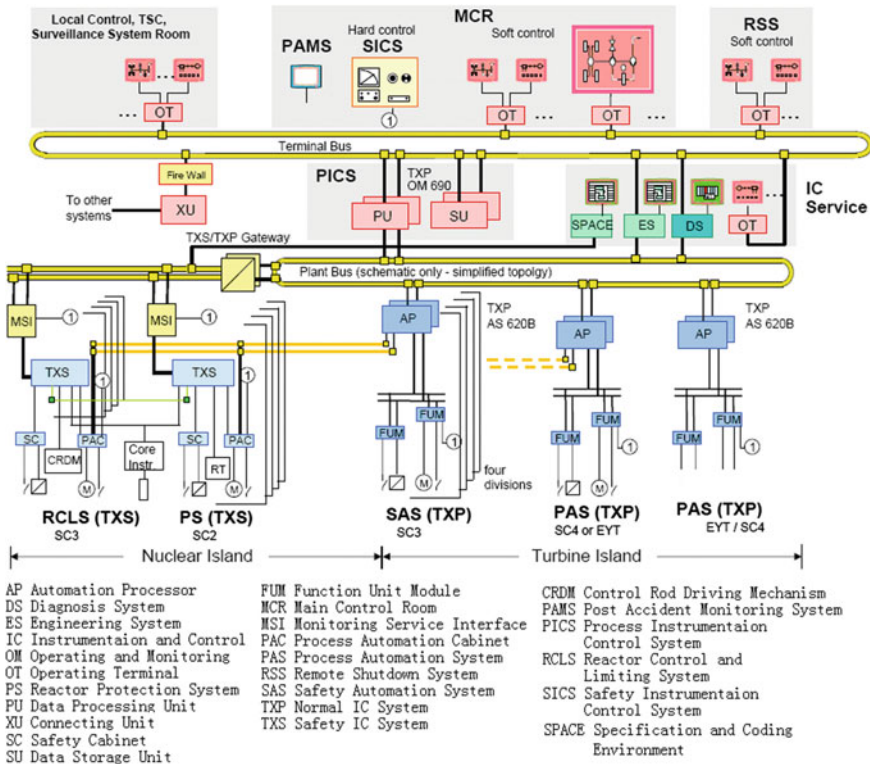 Local Control, TSC,
Surveillance System Room
OT
PAMS
Hard control
SICS
1
MCR
Soft control
OT
OT
OT
RSS
Soft control
OT
OT
Terminal Bus
Fire Wall
To other
systems
XU
PICS
TXP
OM 690
PU
SU
SPACE
ES
DS
OT
IC
Service
TXS/TXP Gateway
Plant Bus (schematic only - simplified topolgy)
MSI
1
MSI
1
TXS
1
TXS
1
SC
CRDM
PAC
M
Core
Instr.
SC
RT
PAC
M
AP
TXP
AS 620B
FUM
FUM
M
four
divisions
AP
FUM
FUM
M
1
TXP
AS 620B
AP
FUM
FUM
1
RCLS (TXS)
SC3
PS (TXS)
SC2
SAS (TXP)
SC3
PAS (TXP)
SC4 or EYT
PAS (TXP)
EYT / SC4
Nuclear Island
Turbine Island
AP Automation Processor
DS Diagnosis System
ES Engineering System
IC Instrumentaion and Control
OM Operating and Monitoring
OT Operating Terminal
PS Reactor Protection System
PU Data Processing Unit
XU Connecting Unit
SC Safety Cabinet
SU Data Storage Unit
FUM Function Unit Module
MCR Main Control Room
MSI Monitoring Service Interface
PAC Process Automation Cabinet
PAS Process Automation System
RSS Remote Shutdown System
SAS Safety Automation System
TXP Normal IC System
TXS Safety IC System
CRDM Control Rod Driving Mechanism
PAMS Post Accident Monitoring System
PICS Process Instrumentaion
Control System
RCLS Reactor Control and
Limiting System
SICS Safety Instrumentaion
Control System
SPACE Specification and Coding
Environment